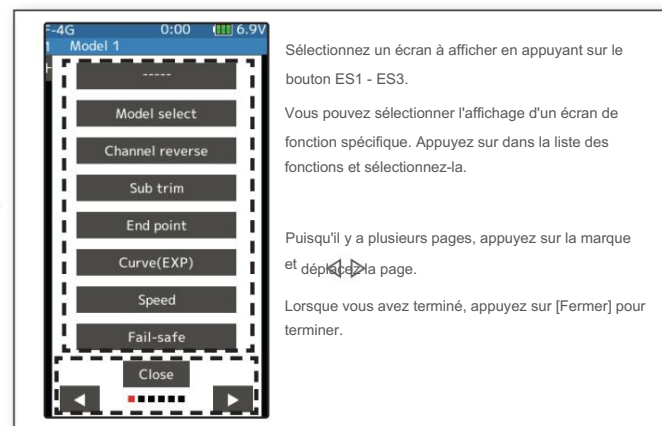 F-4G 0:00 6.9V
1 Model 1
H
-----
Model select
Channel reverse
Sub trim
End point
Curve(EXP)
Speed
Fail-safe
Close
Sélectionnez un écran à afficher en appuyant sur le
bouton ES1 - ES3.
Vous pouvez sélectionner l'affichage d'un écran de
fonction spécifique. Appuyez sur dans la liste des
fonctions et sélectionnez-la.
Puisqu'il y a plusieurs pages, appuyez sur la marque
et déplacez la page.
Lorsque vous avez terminé, appuyez sur [Fermer] pour
terminer.